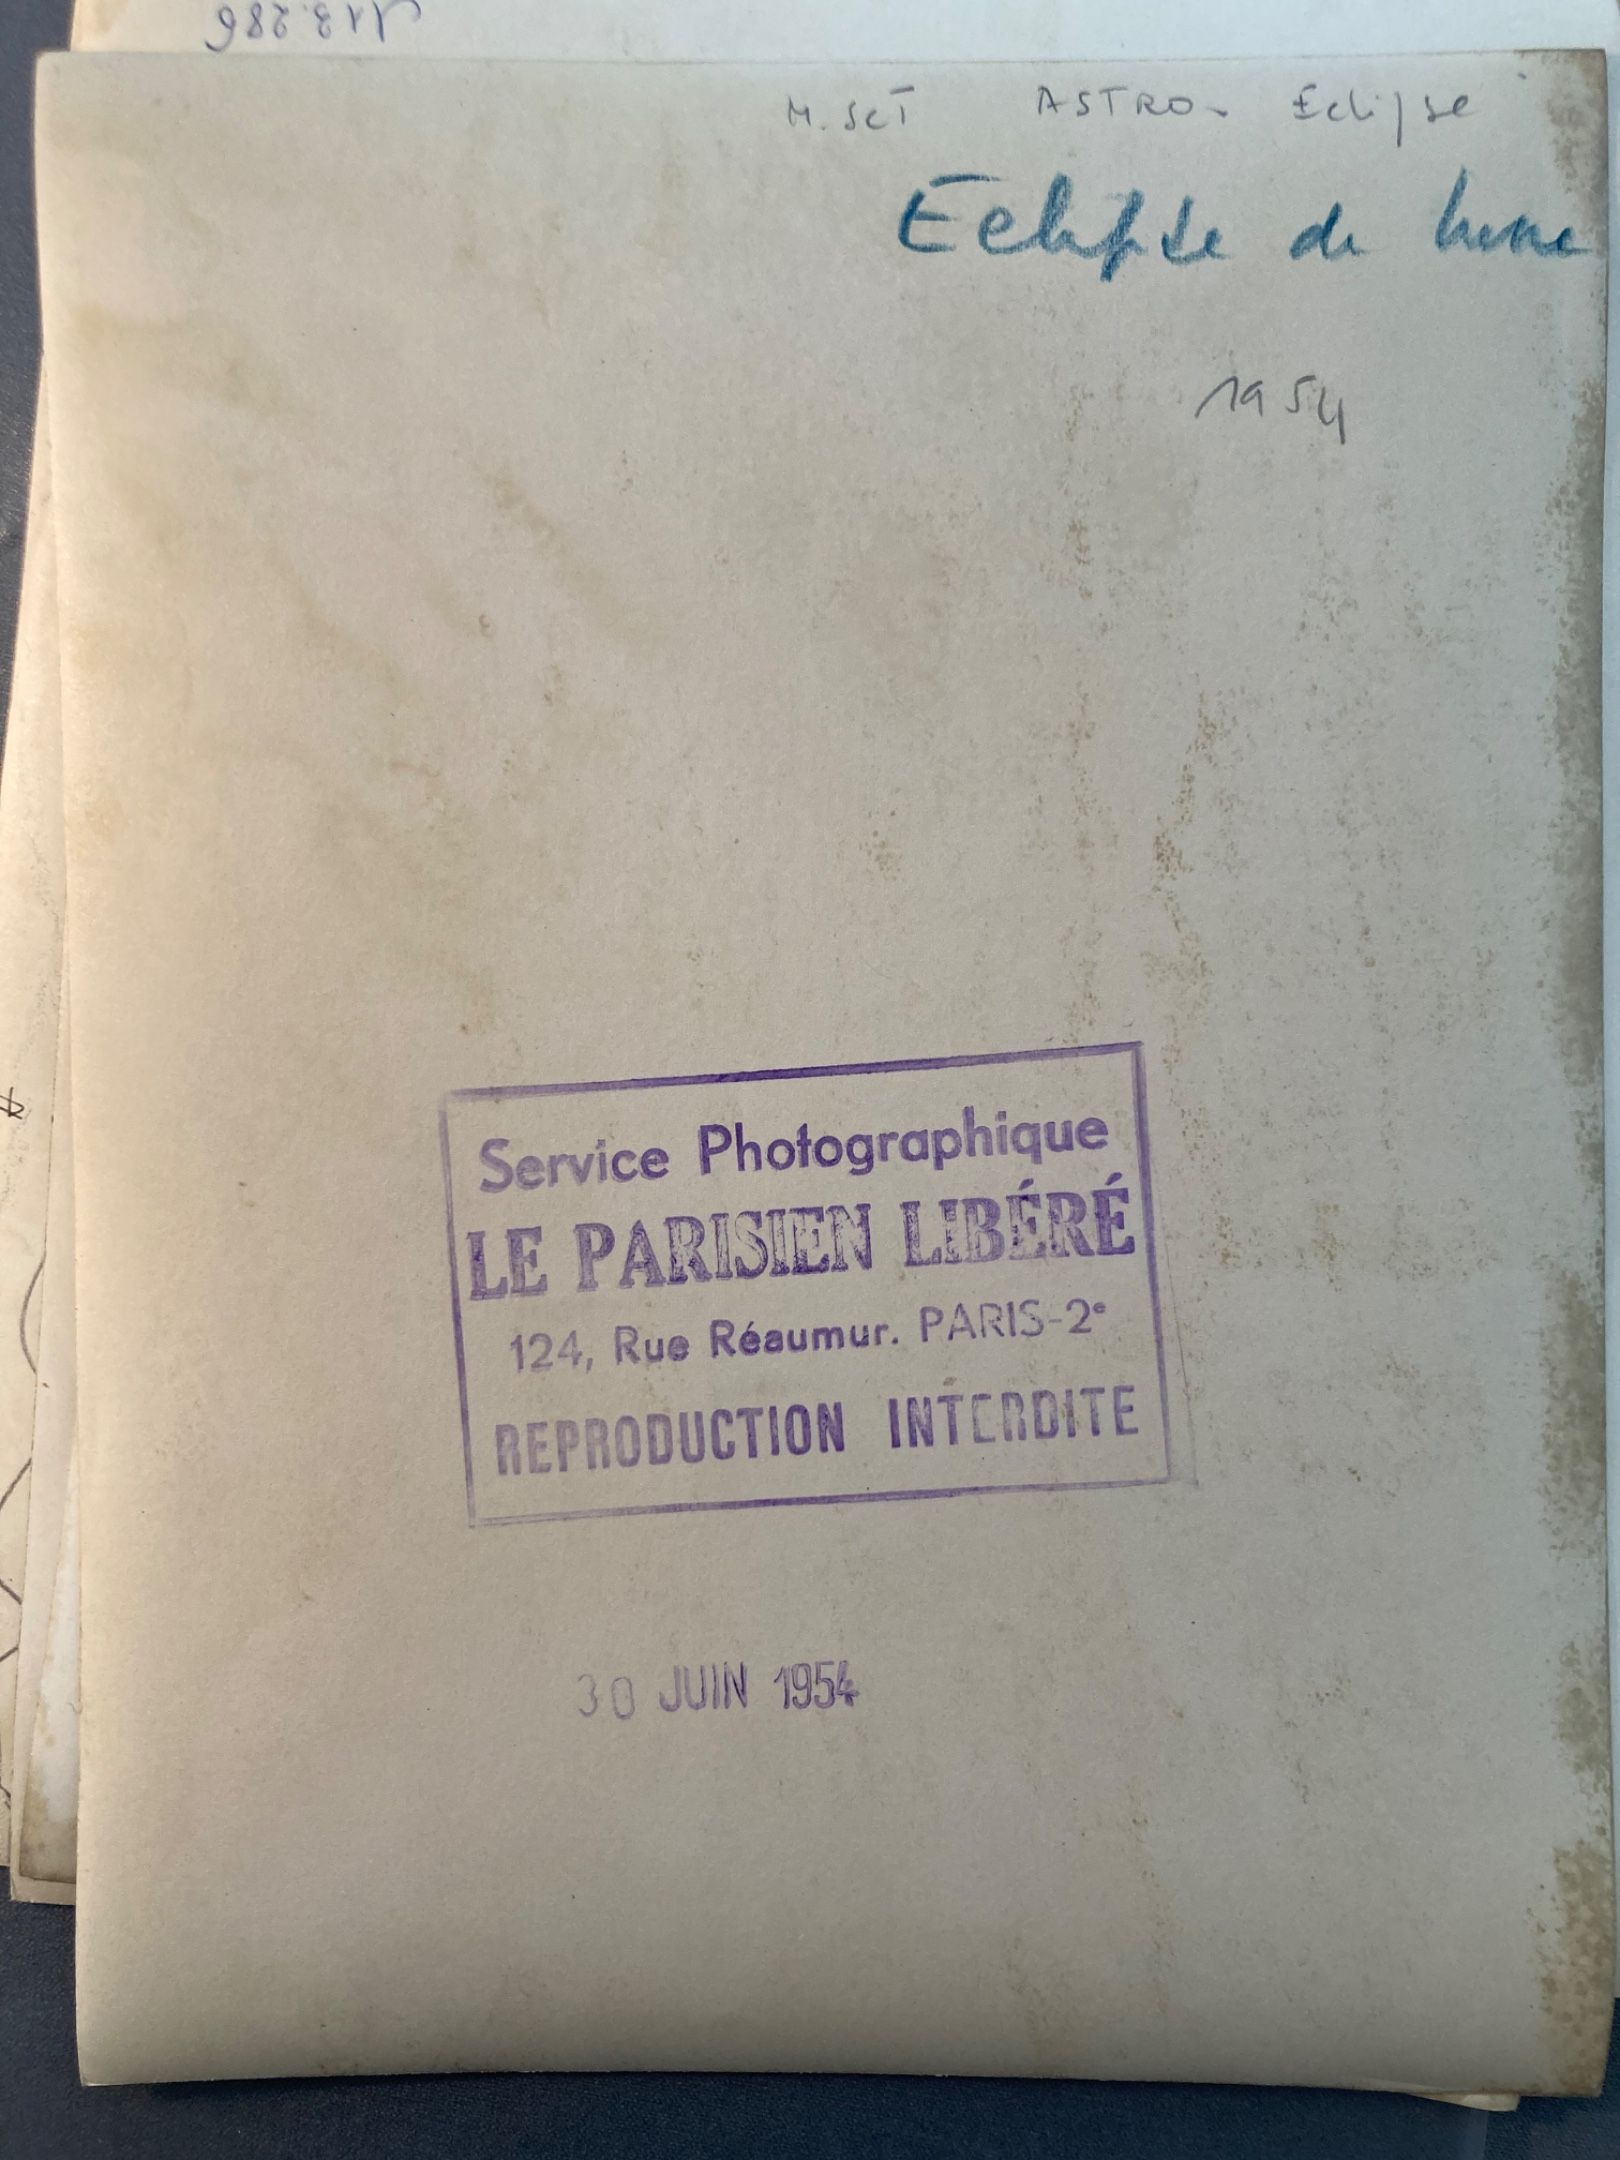 M. SCT ASTRO- Eclipse
Eclipse de lune
1954
Service Photographique
LE PARISIEN LIBÉRÉ
124, Rue Réaumur. PARIS-2e
REPRODUCTION INTERDITE
30 JUIN 1954